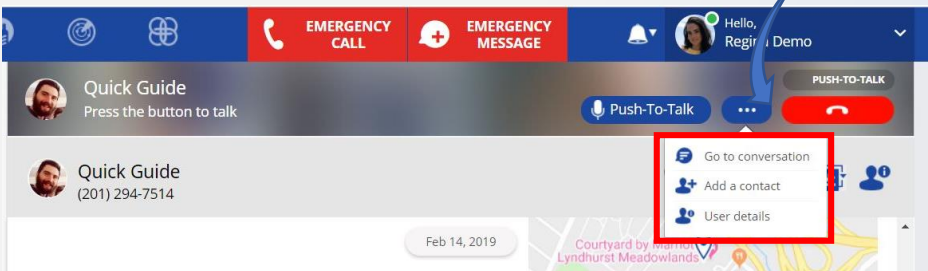 EMERGENCY
CALL
EMERGENCY
MESSAGE
Hello,
Regina Demo
Quick Guide
Press the button to talk
PUSH-TO-TALK
Push-To-Talk
Go to conversation
Add a contact
User details
Quick Guide
(201) 294-7514
Feb 14, 2019
Courtyard by Marriott
Lyndhurst Meadowlands